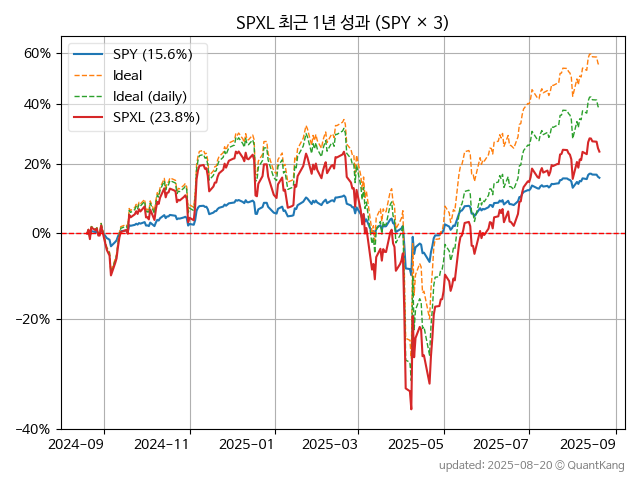 SPXL 최근 1년 성과 (SPY × 3)
SPY (15.6%)
Ideal
Ideal (daily)
SPXL (23.8%)
60%
40%
20%
0%
−20%
−40%
2024-09 2024-11 2025-01 2025-03 2025-05 2025-07 2025-09
updated: 2025-08-20 © QuantKang